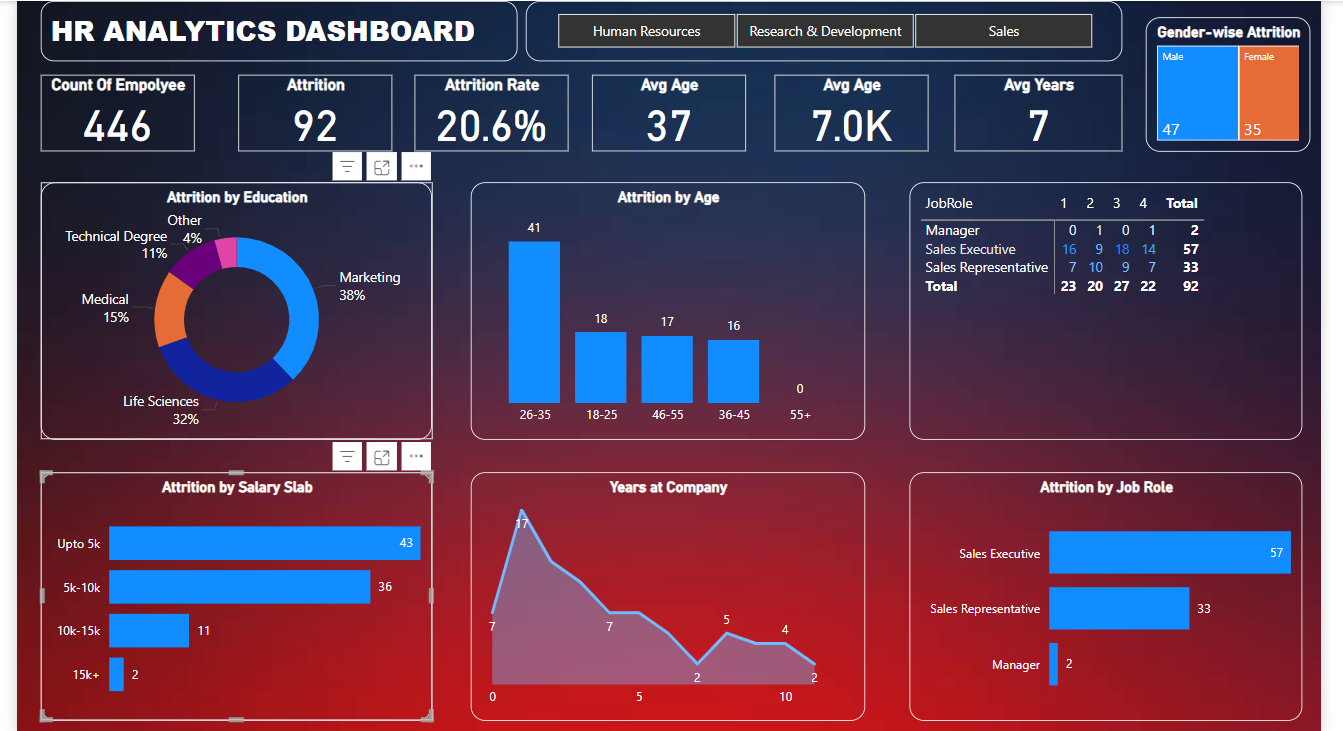 HR ANALYTICS DASHBOARD
Human Resources
Research & Development
Sales
Gender-wise Attrition
Male
Female
47
35
Count Of Empolyee
446
Attrition
92
Attrition Rate
20.6%
Avg Age
37
Avg Age
7.0K
Avg Years
7
Attrition by Education
Other
4%
Technical Degree
11%
Marketing
38%
Medical
15%
Life Sciences
32%
Attrition by Age
41
18
17
16
0
26-35
18-25
46-55
36-45
55+
JobRole 1 2 3 4 Total
Manager 0 1 0 1 2
Sales Executive 16 9 18 14 57
Sales Representative 7 10 9 7 33
Total 23 20 27 22 92
Attrition by Salary Slab
Upto 5k 43
5k-10k 36
10k-15k 11
15k+ 2
Years at Company
17
7
7
2
5
4
2
0
5
10
Attrition by Job Role
Sales Executive 57
Sales Representative 33
Manager 2